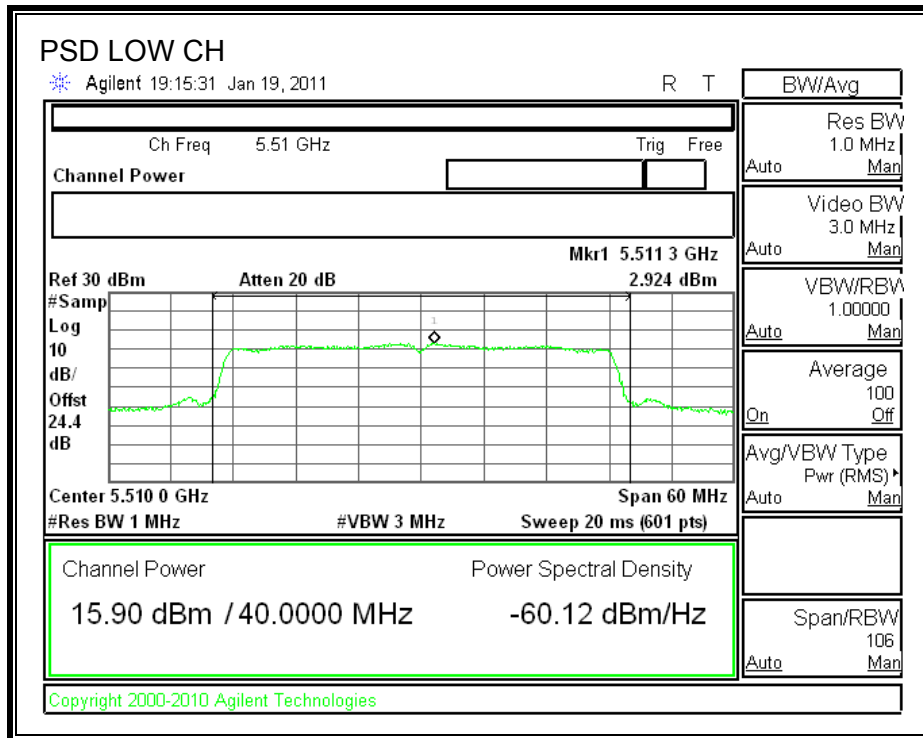 PSD LOW CH
Agilent 19:15:31 Jan 19, 2011 R T
Ch Freq 5.51 GHz Trig Free
Channel Power
Mkr1 5.511 3 GHz
Ref 30 dBm Atten 20 dB 2.924 dBm
#Samp
Log
10
dB/
Offst
24.4
dB
1
Center 5.510 0 GHz Span 60 MHz
#Res BW 1 MHz #VBW 3 MHz Sweep 20 ms (601 pts)
Channel Power Power Spectral Density
15.90 dBm / 40.0000 MHz -60.12 dBm/Hz
Copyright 2000-2010 Agilent Technologies
BW/Avg
Res BW
1.0 MHz
Auto Man
Video BW
3.0 MHz
Auto Man
VBW/RBW
1.00000
Auto Man
Average
100
On Off
Avg/VBW Type
Pwr (RMS)
Auto Man
Span/RBW
106
Auto Man